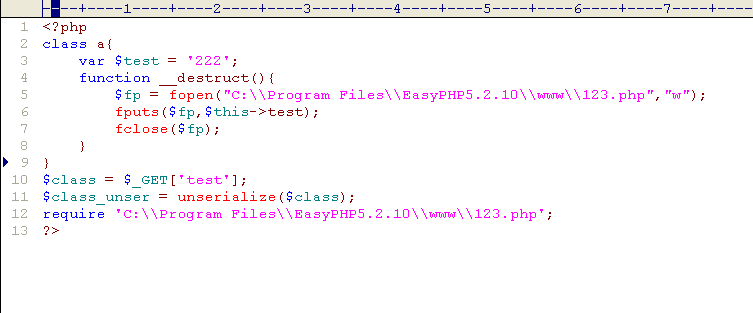 ├─█──+────1────+────2────+────3────+────4────+────5────+────6────+────7────+──
1 <?php
2 class a{
3     var $test = '222';
4     function __destruct(){
5         $fp = fopen("C:\\Program Files\\EasyPHP5.2.10\\www\\123.php","w");
6         fputs($fp,$this->test);
7         fclose($fp);
8     }
9 }
10 $class = $_GET['test'];
11 $class_unser = unserialize($class);
12 require 'C:\\Program Files\\EasyPHP5.2.10\\www\\123.php';
13 ?>